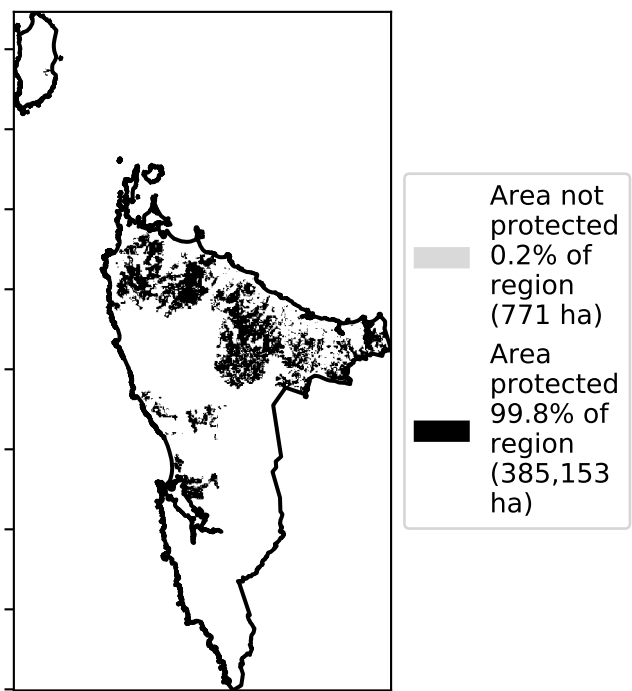 Area not
protected
0.2% of
region
(771 ha)
Area
protected
99.8% of
region
(385,153
ha)